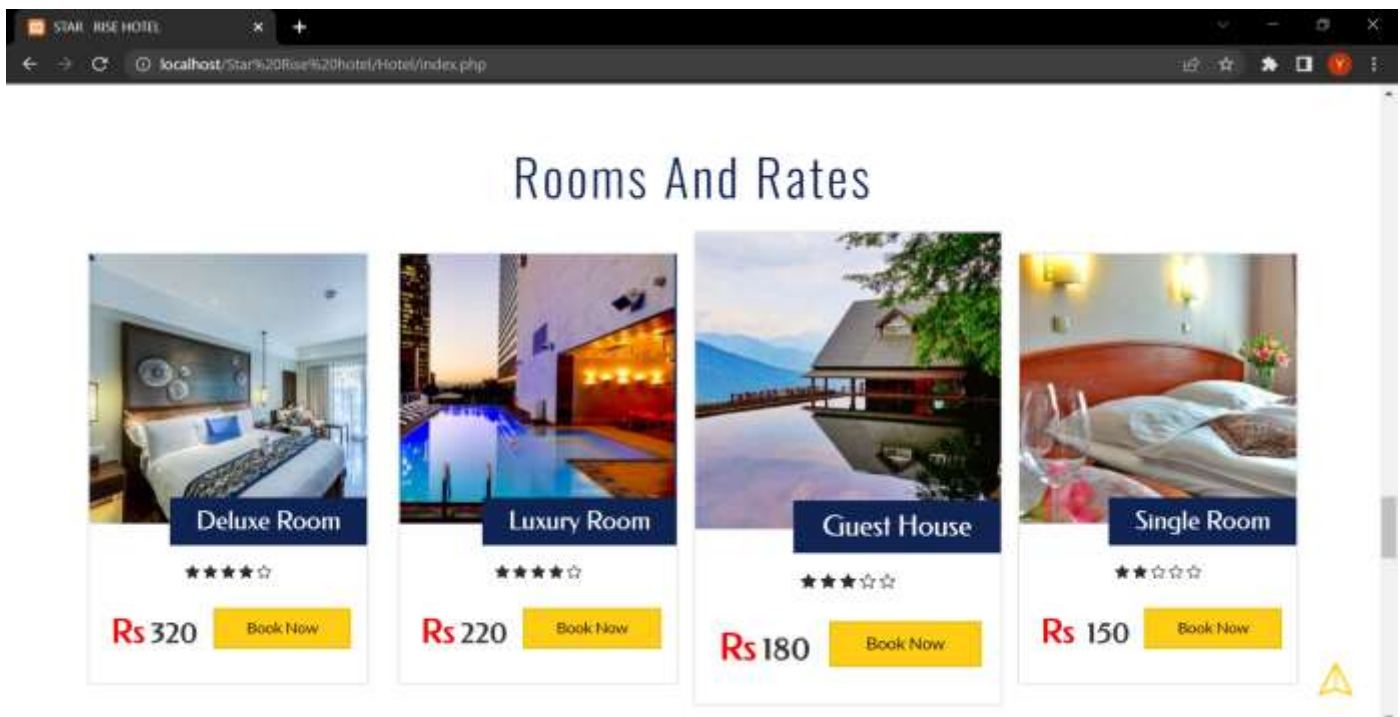 STAR RISE HOTEL
localhost/Star%20Rise%20hotel/Hotel/index.php
Y
Rooms And Rates
Deluxe Room
Luxury Room
Guest House
Single Room
Rs 320
Book Now
Rs 220
Book Now
Rs 180
Book Now
Rs 150
Book Now